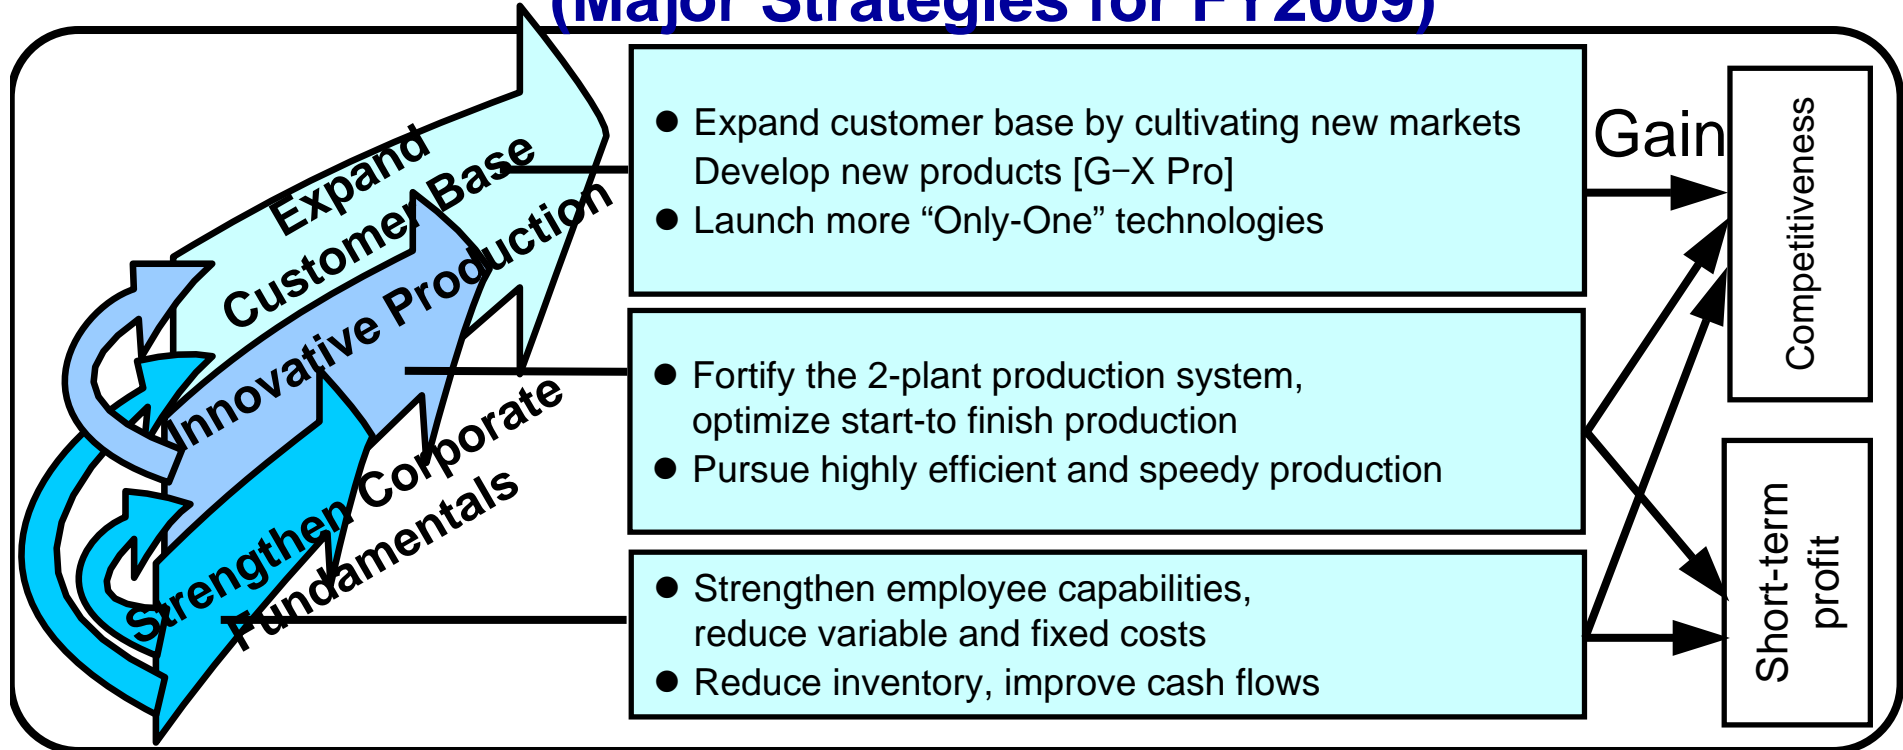 (Major Strategies for FY2009)
Expand
Customer Base
Innovative Production
Strengthen Corporate
Fundamentals
● Expand customer base by cultivating new markets
Develop new products [G−X Pro]
● Launch more “Only-One” technologies
● Fortify the 2-plant production system,
optimize start-to finish production
● Pursue highly efficient and speedy production
● Strengthen employee capabilities,
reduce variable and fixed costs
● Reduce inventory, improve cash flows
Gain
Competitiveness
Short-term
profit